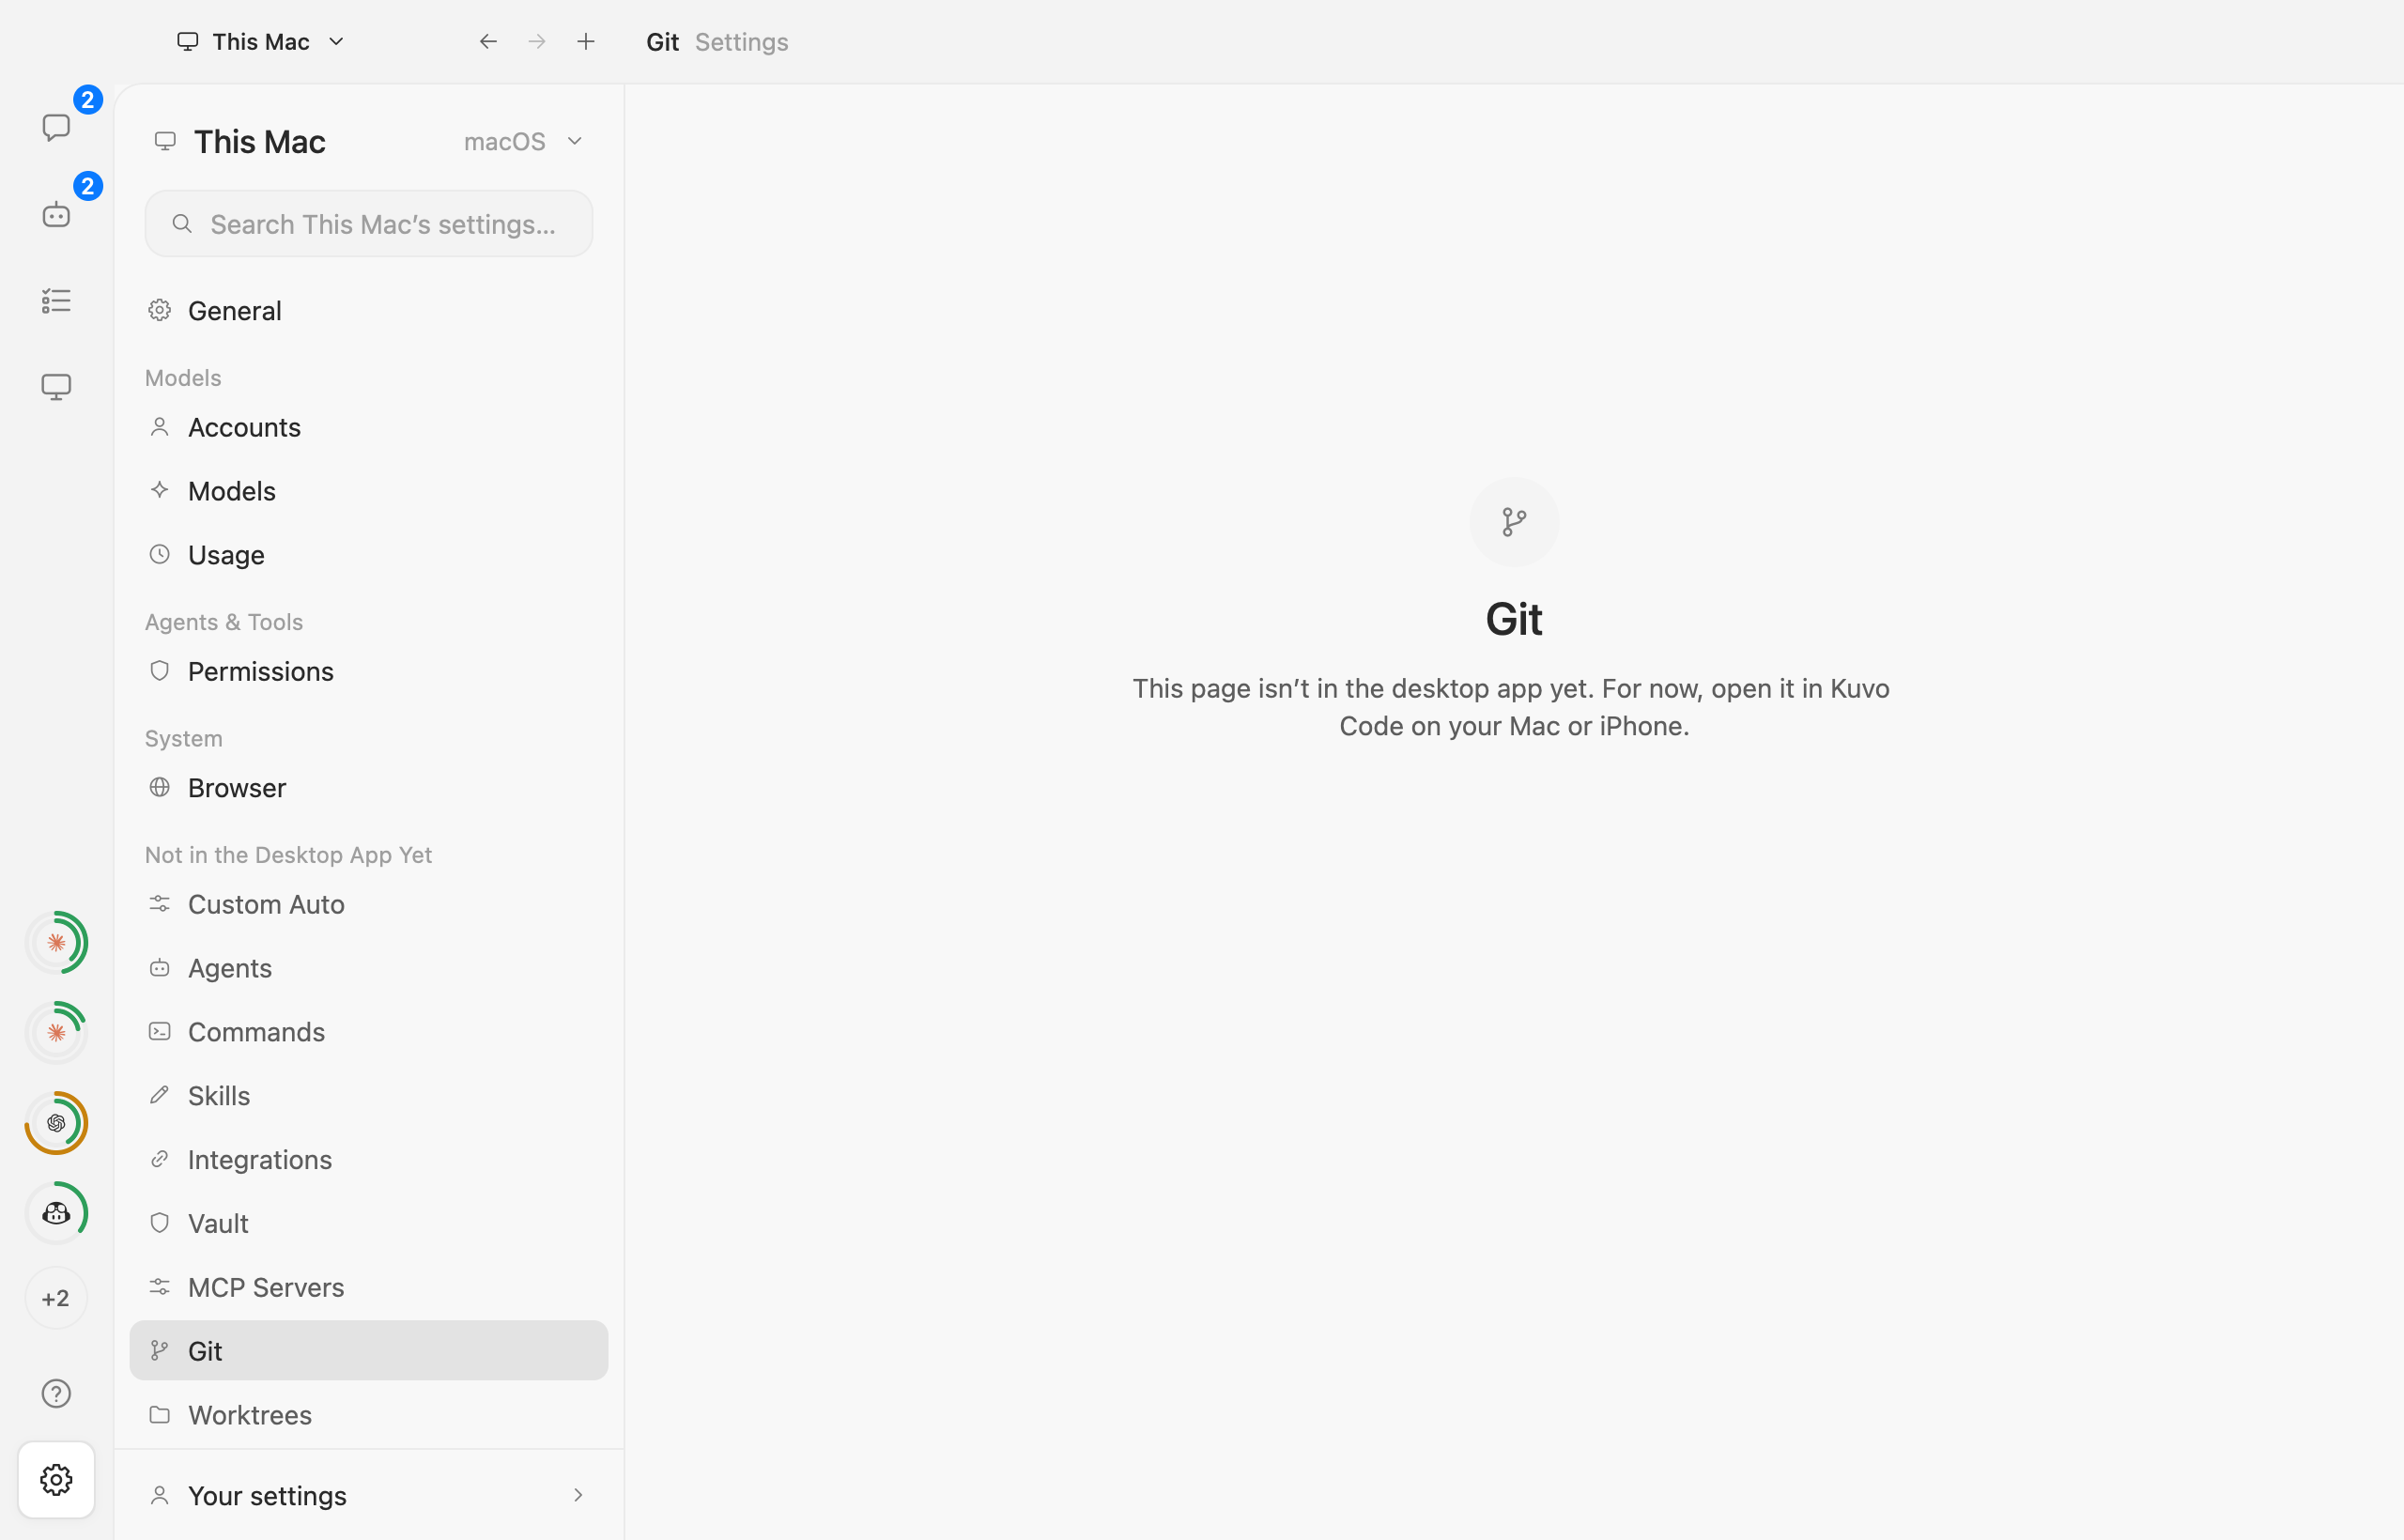 This Mac
Git Settings
2
2
This Mac macOS
Search This Mac’s settings...
General
Models
Accounts
Models
Usage
Agents & Tools
Permissions
System
Browser
Not in the Desktop App Yet
Custom Auto
Agents
Commands
Skills
Integrations
Vault
MCP Servers
Git
Worktrees
Your settings
+2
Git
This page isn’t in the desktop app yet. For now, open it in Kuvo
Code on your Mac or iPhone.